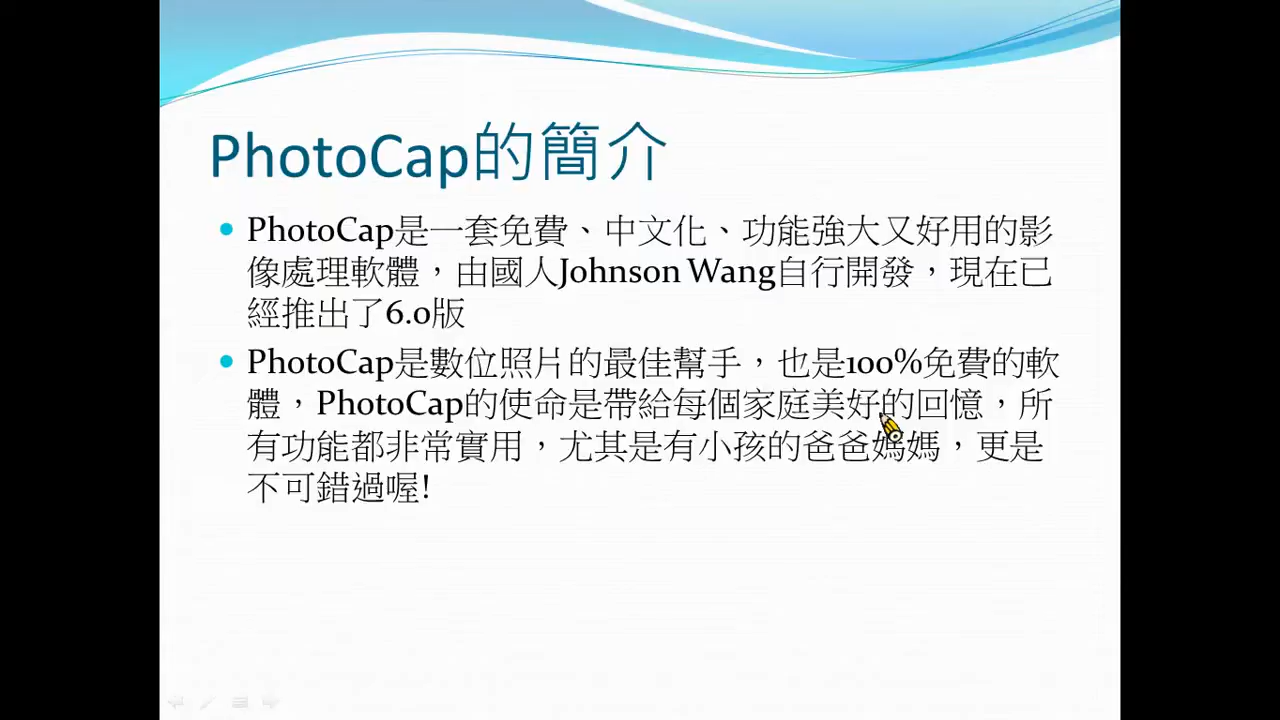 PhotoCap的簡介
PhotoCap是一套免費、中文化、功能強大又好用的影
像處理軟體，由國人Johnson Wang自行開發，現在已
經推出了6.0版
PhotoCap是數位照片的最佳幫手，也是100%免費的軟
體，PhotoCap的使命是帶給每個家庭美好的回憶，所
有功能都非常實用，尤其是有小孩的爸爸媽媽，更是
不可錯過喔!